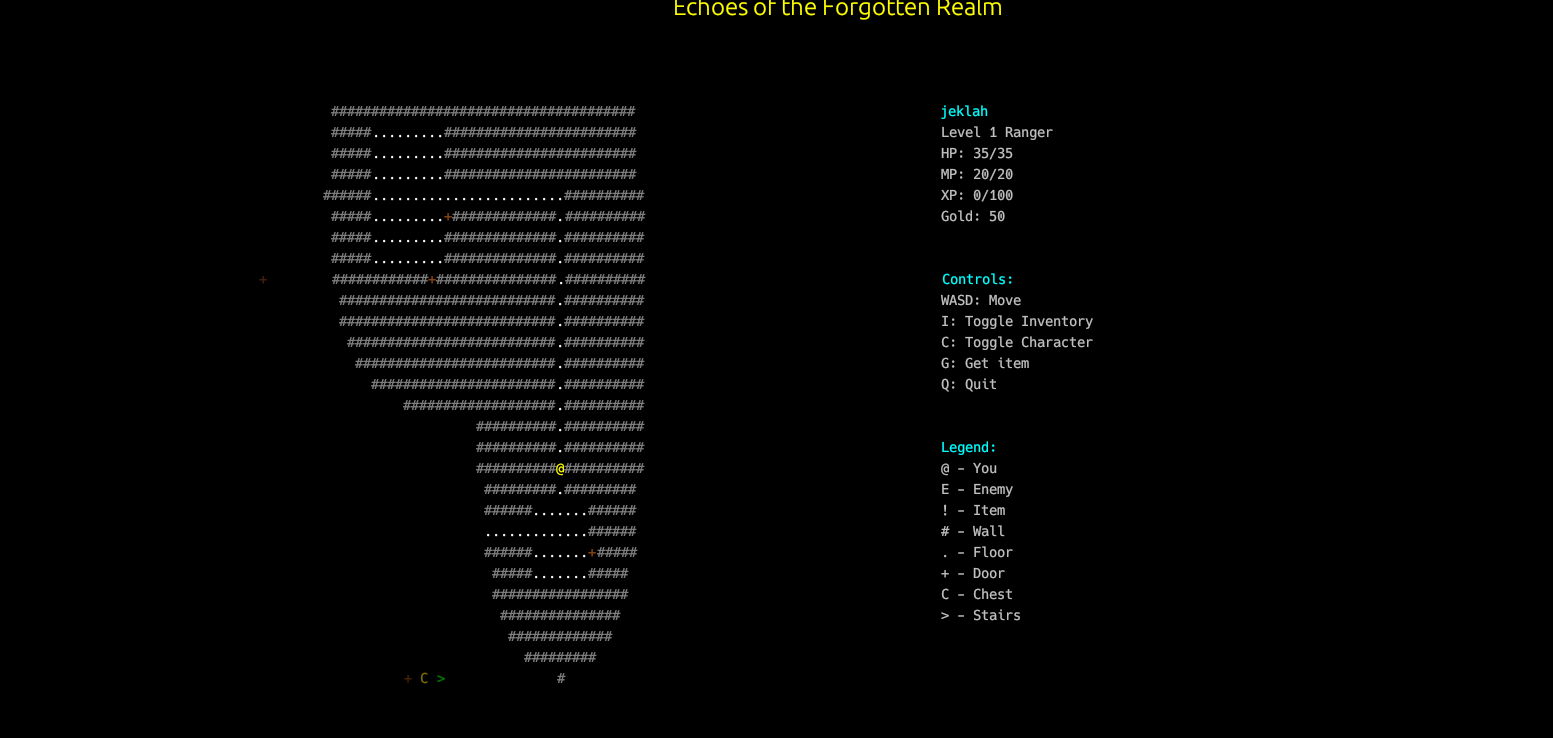 Echoes of the Forgotten Realm
######################################
#####.........########################
#####.........########################
#####.........########################
######........................##########
#####.........+#############.##########
#####.........##############.##########
#####.........##############.##########
+ ############+###############.##########
###########################.##########
###########################.##########
##########################.##########
#########################.##########
#######################.##########
###################.##########
##########.##########
##########.##########
##########@##########
#########.#########
######.......######
.............######
######.......+#####
#####.......#####
#################
###############
#############
#########
+ C > #
jeklah
Level 1 Ranger
HP: 35/35
MP: 20/20
XP: 0/100
Gold: 50
Controls:
WASD: Move
I: Toggle Inventory
C: Toggle Character
G: Get item
Q: Quit
Legend:
@ - You
E - Enemy
! - Item
# - Wall
. - Floor
+ - Door
C - Chest
> - Stairs